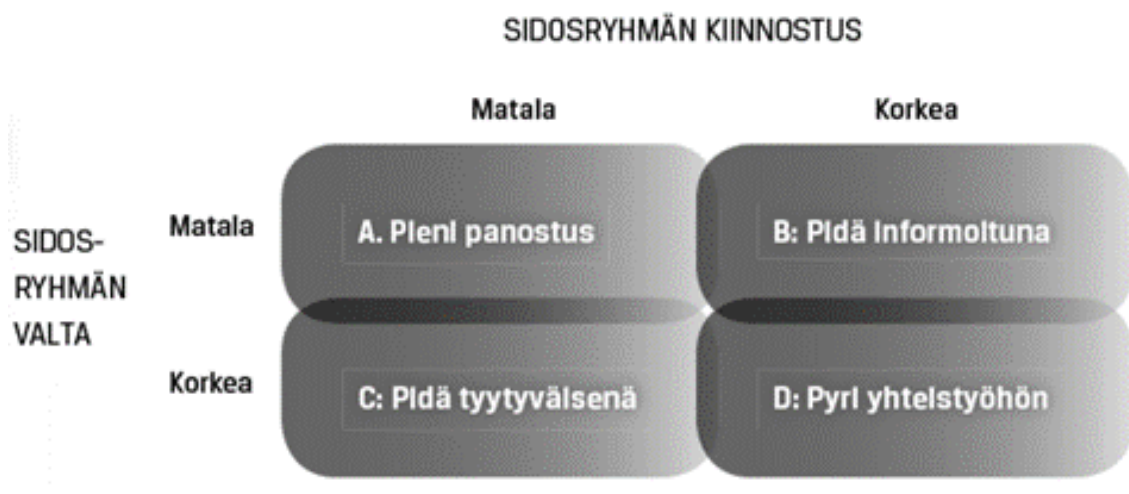 SIDOSRYHMÄN KIINNOSTUS
Matala
Korkea
SIDOS-
RYHMÄN
VALTA
Matala
A. Pieni panostus
B: Pidä informoituna
Korkea
C: Pidä tyytyväisenä
D: Pyri yhteistyöhön